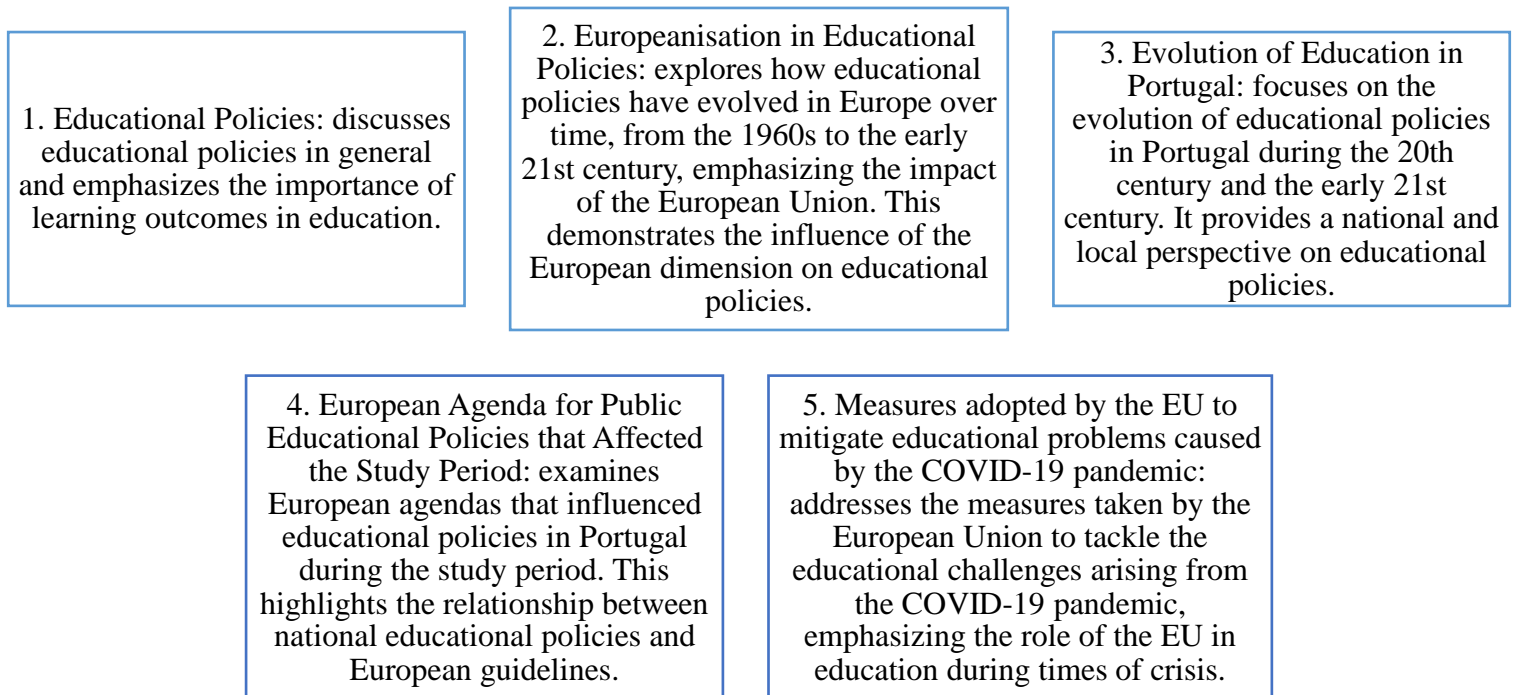 1. Educational Policies: discusses
educational policies in general
and emphasizes the importance of
learning outcomes in education.
2. Europeanisation in Educational
Policies: explores how educational
policies have evolved in Europe over
time, from the 1960s to the early
21st century, emphasizing the impact
of the European Union. This
demonstrates the influence of the
European dimension on educational
policies.
3. Evolution of Education in
Portugal: focuses on the
evolution of educational policies
in Portugal during the 20th
century and the early 21st
century. It provides a national and
local perspective on educational
policies.
4. European Agenda for Public
Educational Policies that Affected
the Study Period: examines
European agendas that influenced
educational policies in Portugal
during the study period. This
highlights the relationship between
national educational policies and
European guidelines.
5. Measures adopted by the EU to
mitigate educational problems caused
by the COVID-19 pandemic:
addresses the measures taken by the
European Union to tackle the
educational challenges arising from
the COVID-19 pandemic,
emphasizing the role of the EU in
education during times of crisis.